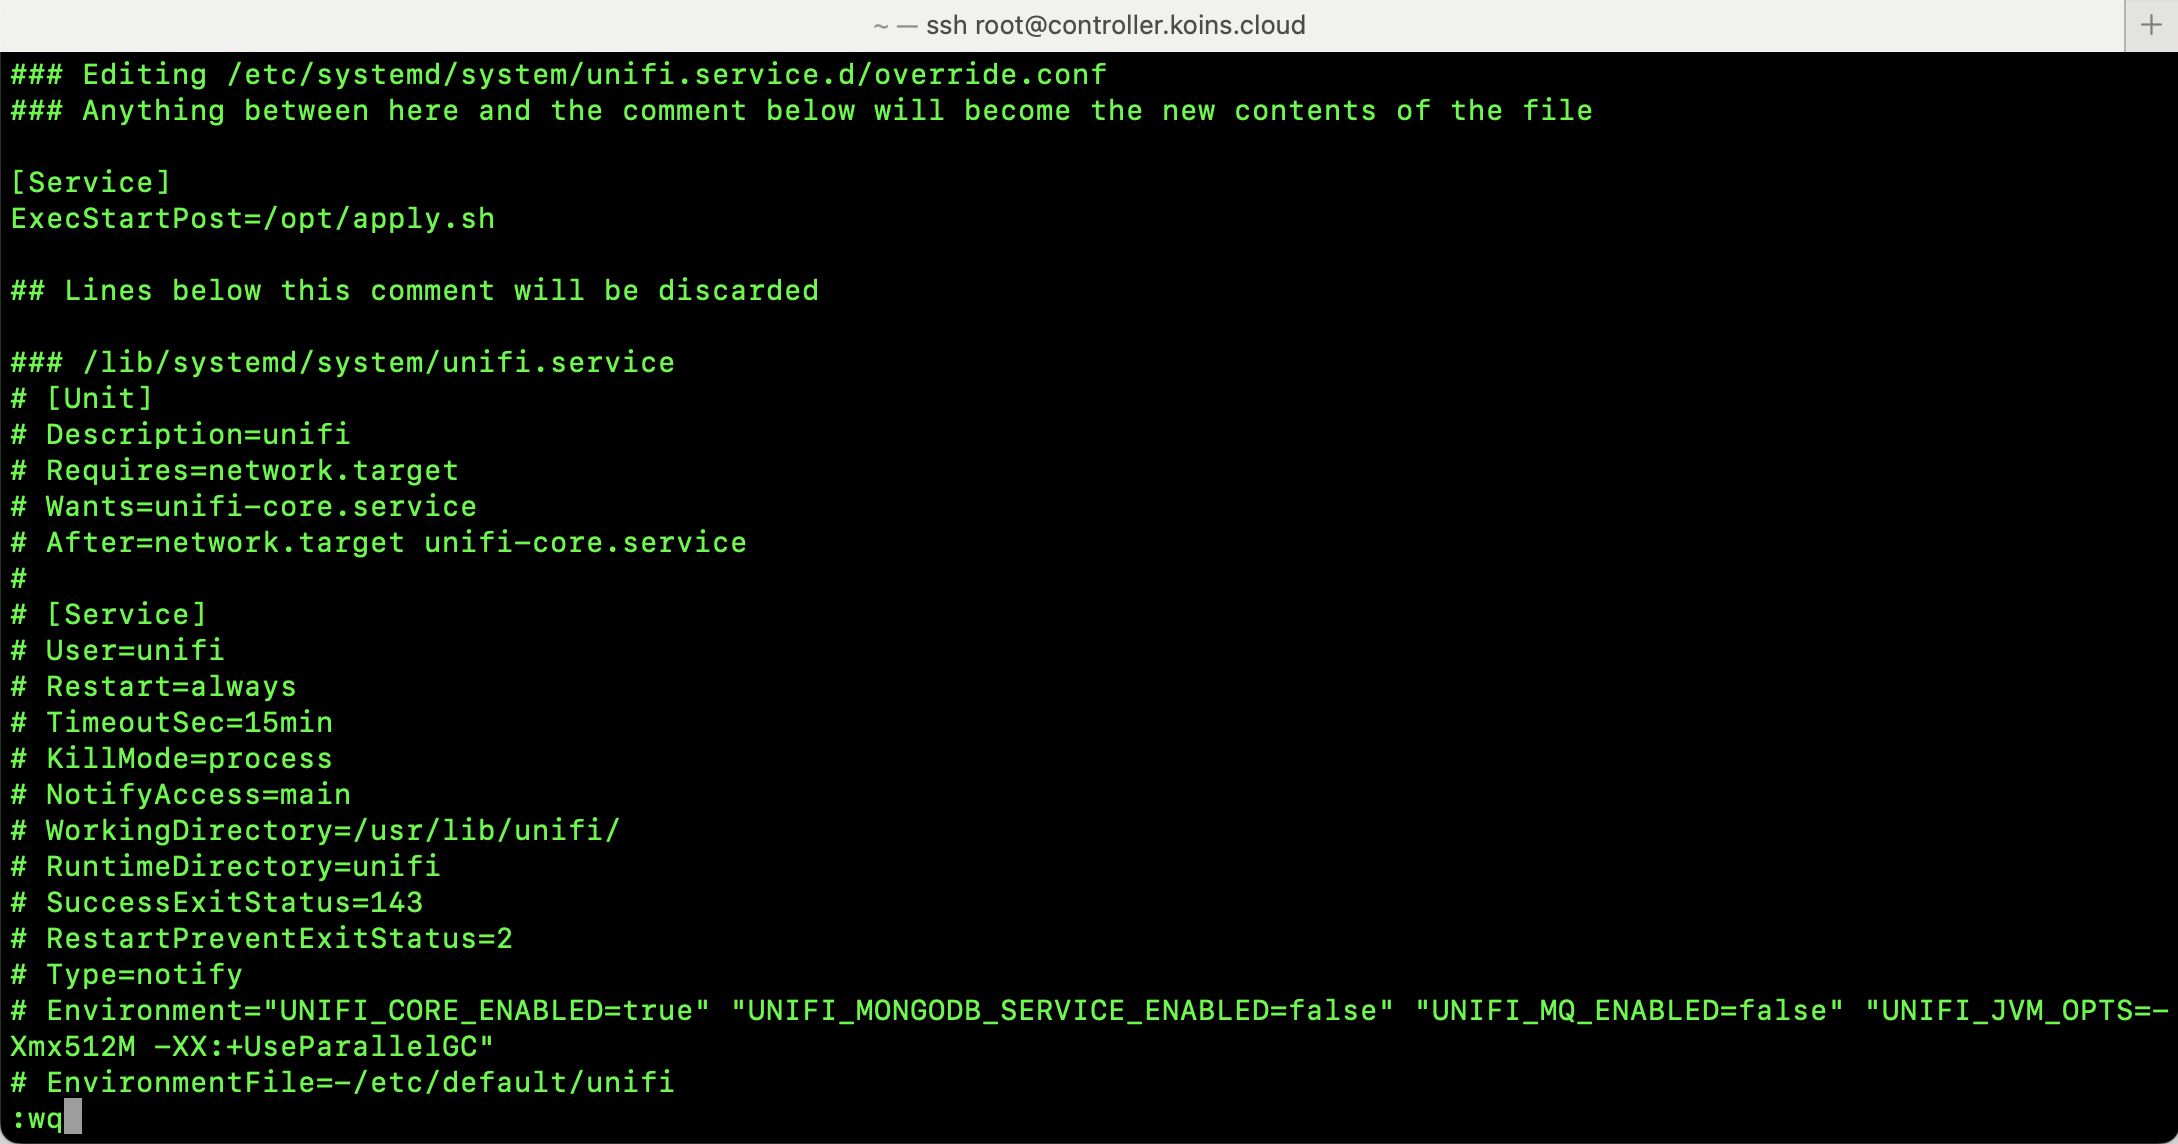 ~ — ssh root@controller.koins.cloud
### Editing /etc/systemd/system/unifi.service.d/override.conf
### Anything between here and the comment below will become the new contents of the file
[Service]
ExecStartPost=/opt/apply.sh
## Lines below this comment will be discarded
### /lib/systemd/system/unifi.service
# [Unit]
# Description=unifi
# Requires=network.target
# Wants=unifi-core.service
# After=network.target unifi-core.service
#
# [Service]
# User=unifi
# Restart=always
# TimeoutSec=15min
# KillMode=process
# NotifyAccess=main
# WorkingDirectory=/usr/lib/unifi/
# RuntimeDirectory=unifi
# SuccessExitStatus=143
# RestartPreventExitStatus=2
# Type=notify
# Environment="UNIFI_CORE_ENABLED=true" "UNIFI_MONGODB_SERVICE_ENABLED=false" "UNIFI_MQ_ENABLED=false" "UNIFI_JVM_OPTS=-
Xmx512M -XX:+UseParallelGC"
# EnvironmentFile=-/etc/default/unifi
:wq